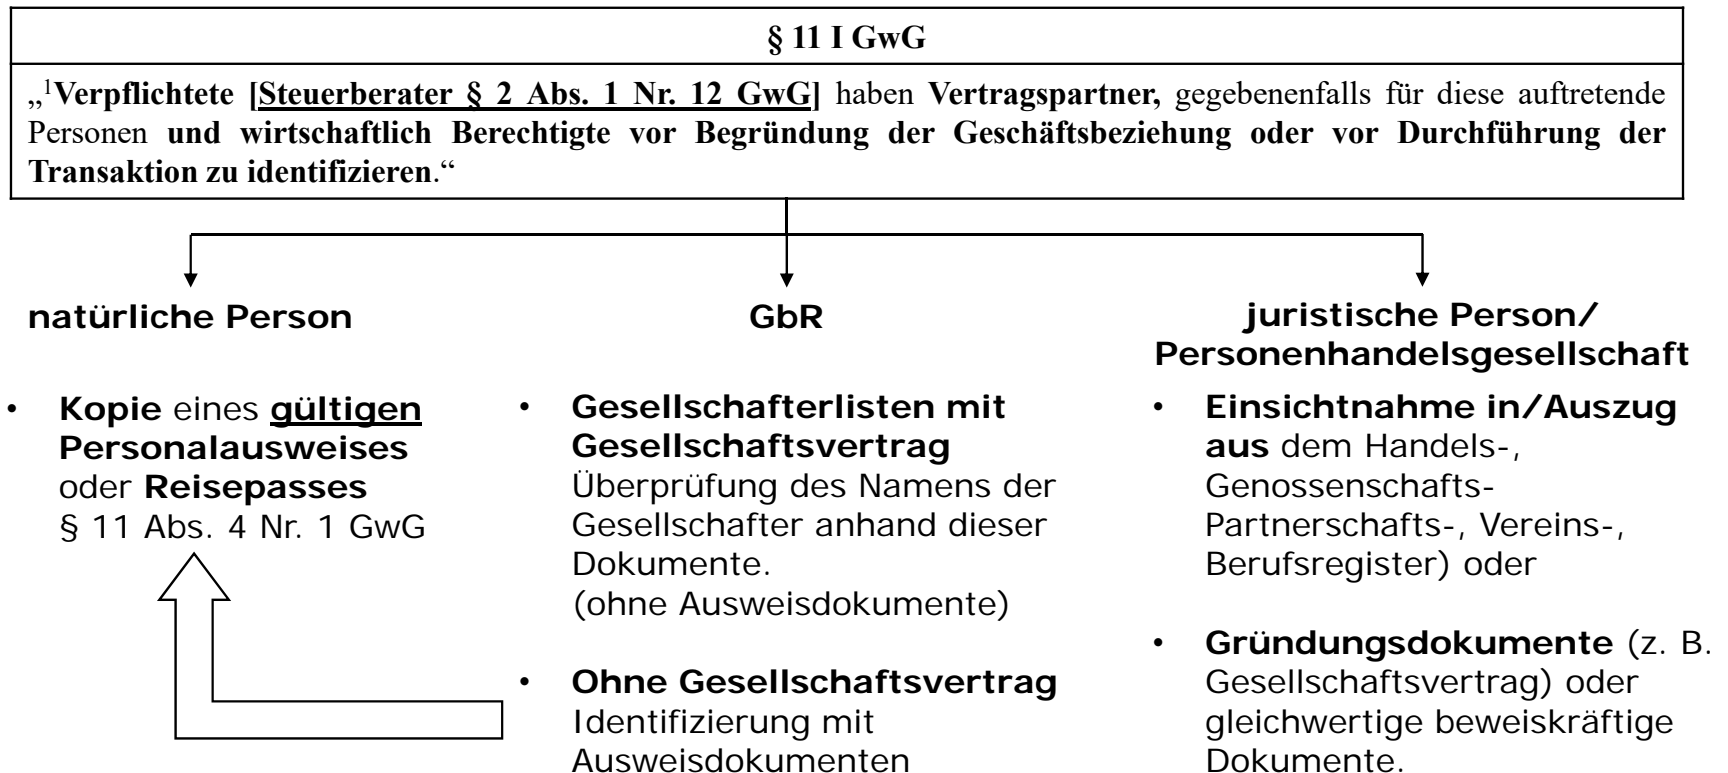 § 11 I GwG
„¹Verpflichtete [Steuerberater § 2 Abs. 1 Nr. 12 GwG] haben Vertragspartner, gegebenenfalls für diese auftretende
Personen und wirtschaftlich Berechtigte vor Begründung der Geschäftsbeziehung oder vor Durchführung der
Transaktion zu identifizieren.“
natürliche Person
• Kopie eines gültigen
Personalausweises
oder Reisepasses
§ 11 Abs. 4 Nr. 1 GwG
GbR
• Gesellschafterlisten mit
Gesellschaftsvertrag
Überprüfung des Namens der
Gesellschafter anhand dieser
Dokumente.
(ohne Ausweisdokumente)
• Ohne Gesellschaftsvertrag
Identifizierung mit
Ausweisdokumenten
juristische Person/
Personenhandelsgesellschaft
• Einsichtnahme in/Auszug
aus dem Handels-,
Genossenschafts-
Partnerschafts-, Vereins-,
Berufsregister) oder
• Gründungsdokumente (z. B.
Gesellschaftsvertrag) oder
gleichwertige beweiskräftige
Dokumente.